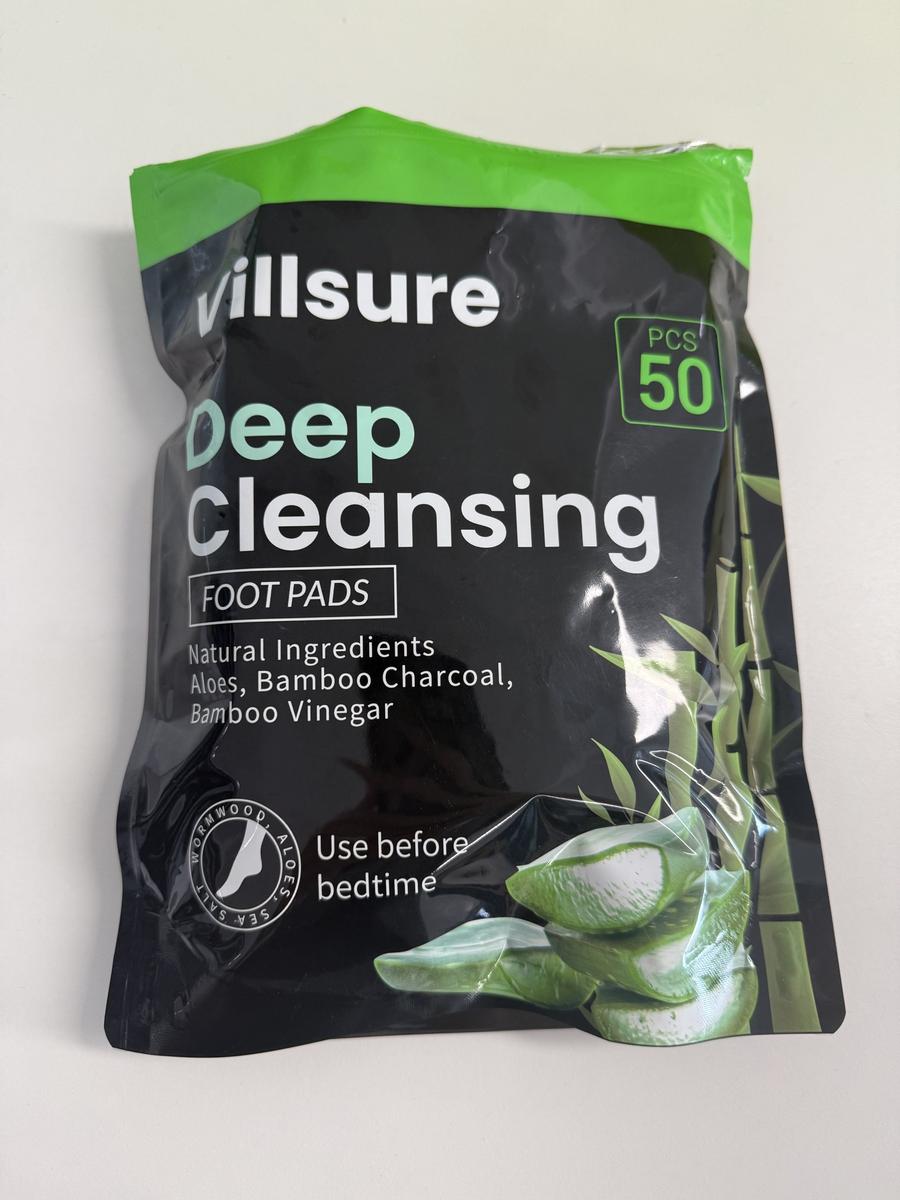 villsure
PCS
50
Deep
Cleansing
FOOT PADS
Natural Ingredients
Aloes, Bamboo Charcoal,
Bamboo Vinegar
WORMWOOD, ALOES, SEA SALT
Use before
bedtime